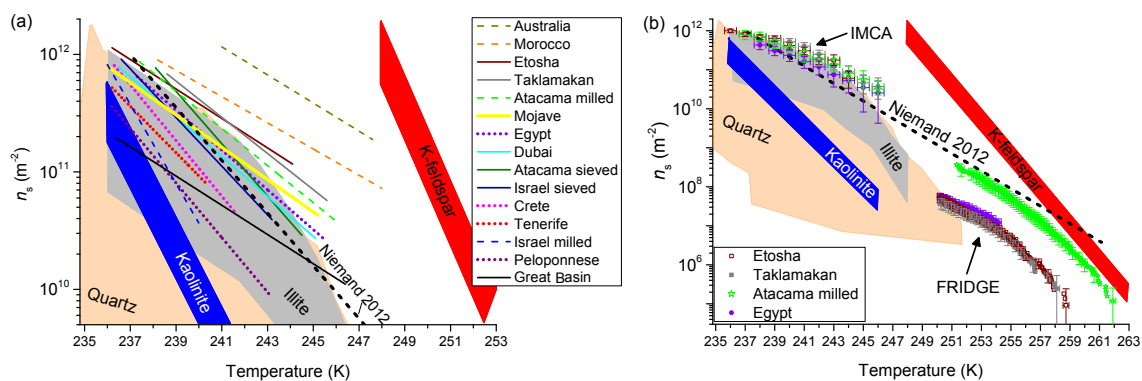 (a)
10^12
10^11
10^10
n_s (m^-2)
Quartz
Kaolinite
Illite
Niemand 2012
K-feldspar
Australia
Morocco
Etosha
Taklamakan
Atacama milled
Mojave
Egypt
Dubai
Atacama sieved
Israel sieved
Crete
Tenerife
Israel milled
Peloponnese
Great Basin
235 237 239 241 243 245 247 249 251 253
Temperature (K)
(b)
10^12
10^10
10^8
10^6
n_s (m^-2)
IMCA
Quartz
Kaolinite
Illite
Niemand 2012
K-feldspar
FRIDGE
Etosha
Taklamakan
Atacama milled
Egypt
235 237 239 241 243 245 247 249 251 253 255 257 259 261 263
Temperature (K)